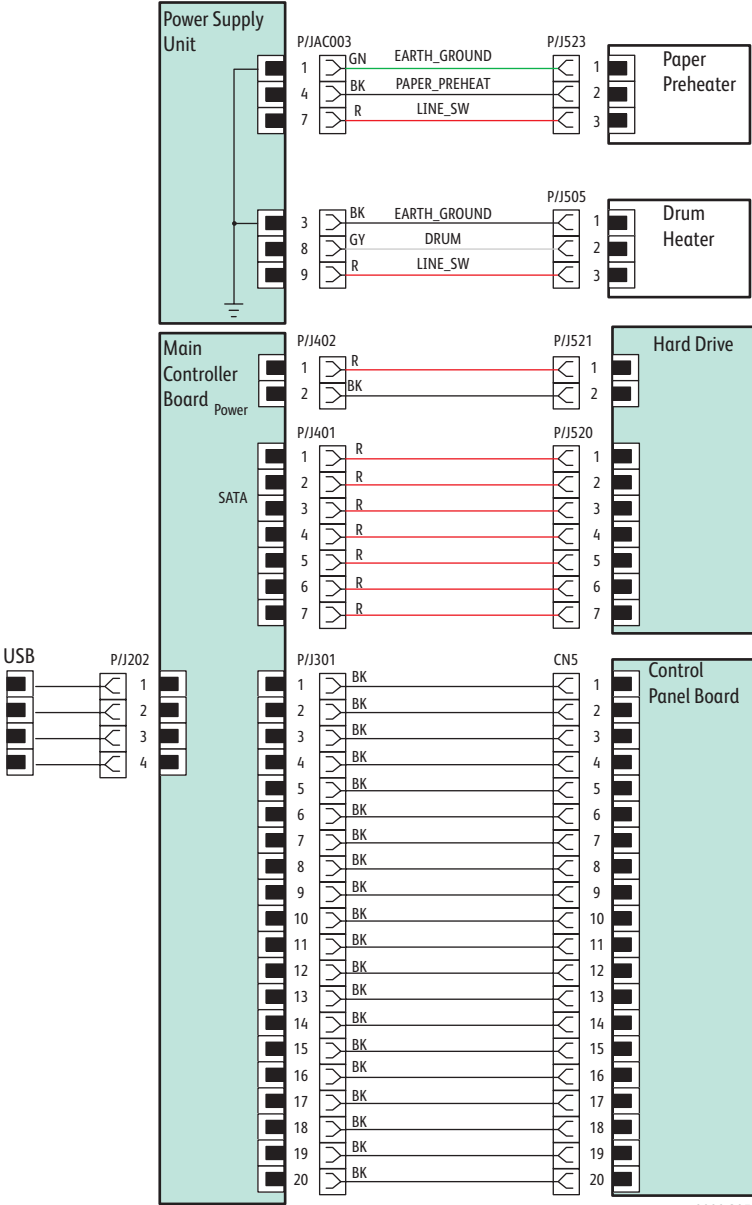 Power Supply
Unit
P/JAC003 P/J523
1 GN EARTH_GROUND 1
4 BK PAPER_PREHEAT 2
7 R LINE_SW 3
Paper
Preheater
P/J505
3 BK EARTH_GROUND 1
8 GY DRUM 2
9 R LINE_SW 3
Drum
Heater
Main
Controller
Board
Power
P/J402 P/J521
1 R 1
2 BK 2
Hard Drive
SATA
P/J401 P/J520
1 R 1
2 R 2
3 R 3
4 4
5 R 5
6 R 6
7 R 7
USB
P/J202
1
2
3
4
P/J301 CN5
1 BK 1
2 BK 2
3 BK 3
4 BK 4
5 BK 5
6 BK 6
7 BK 7
8 BK 8
9 BK 9
10 BK 10
11 BK 11
12 BK 12
13 BK 13
14 BK 14
15 BK 15
16 BK 16
17 BK 17
18 BK 18
19 BK 19
20 BK 20
Control
Panel Board